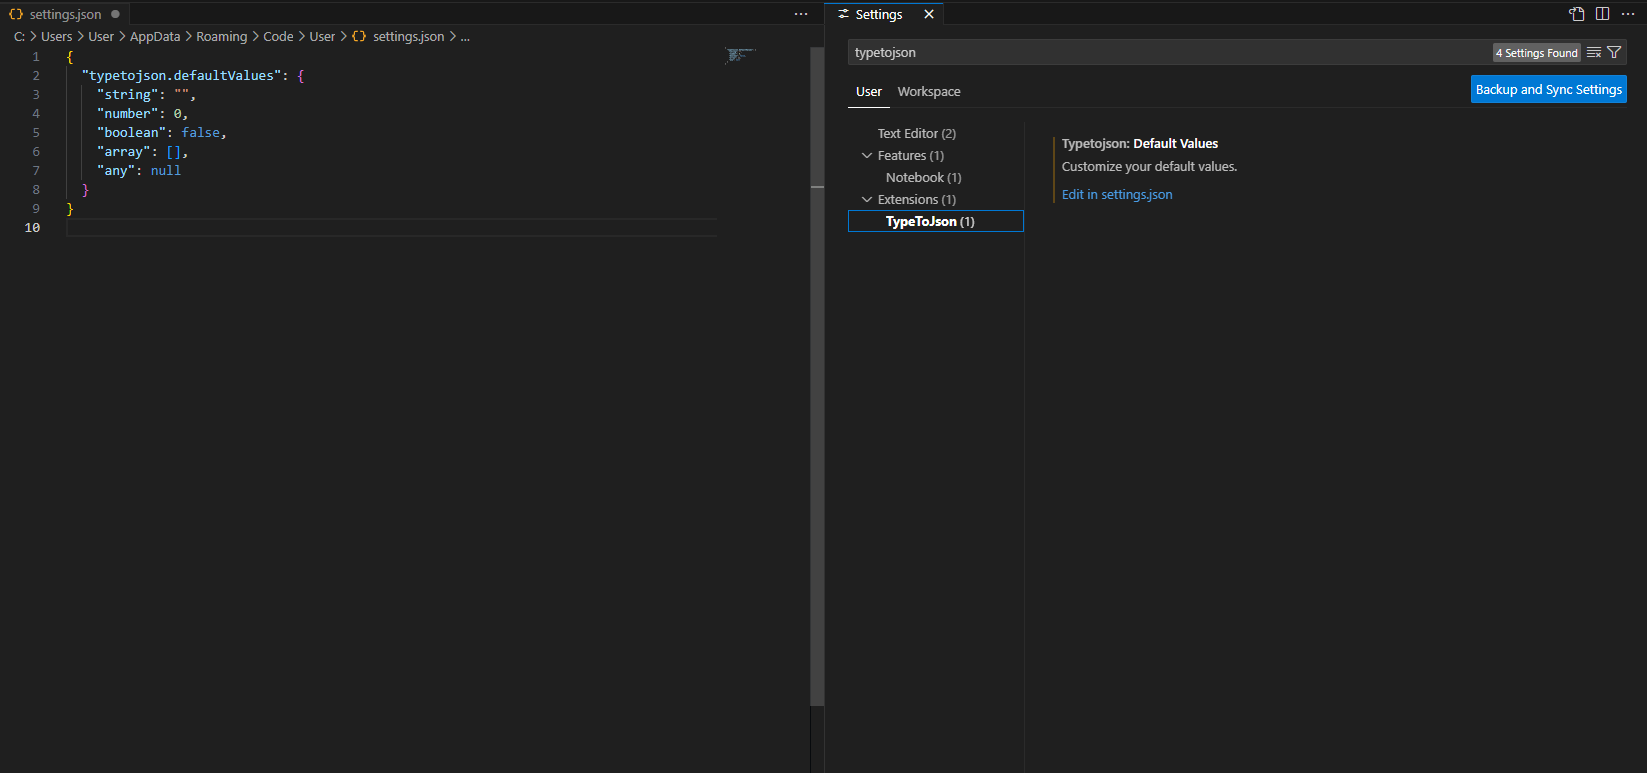 {} settings.json ● ···
C: > Users > User > AppData > Roaming > Code > User > {} settings.json > ...
1 {
2 "typetojson.defaultValues": {
3 "string": "",
4 "number": 0,
5 "boolean": false,
6 "array": [],
7 "any": null
8 }
9 }
10
Settings × ···
typetojson 4 Settings Found
User Workspace Backup and Sync Settings
Text Editor (2)
Features (1)
Notebook (1)
Extensions (1)
TypeToJson (1)
Typetojson: Default Values
Customize your default values.
Edit in settings.json